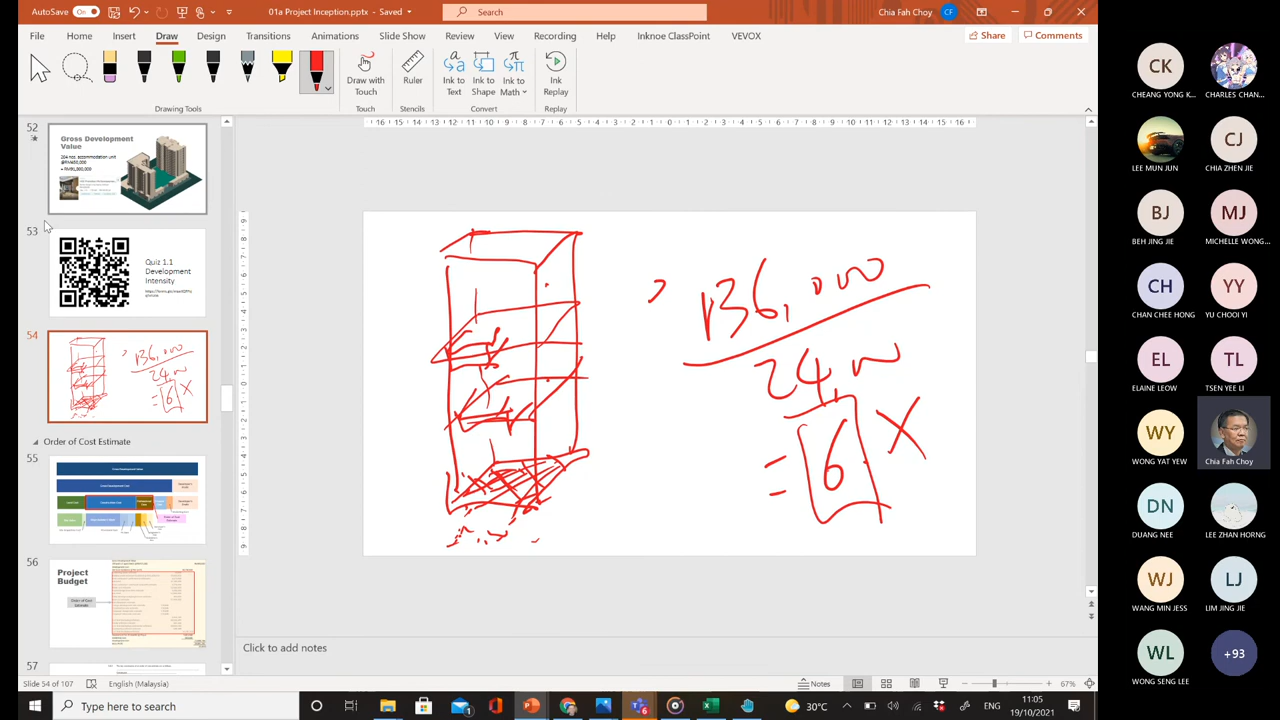 AutoSave On
01a Project Inception.pptx • Saved
Search
Chia Fah Choy CF
File Home Insert Draw Design Transitions Animations Slide Show Review View Recording Help Inknoe ClassPoint VEVOX
Share Comments
Draw with Touch
Ruler
Ink to Text
Ink to Shape
Ink to Math
Ink Replay
Drawing Tools
Touch
Stencils
Convert
Replay
52
Gross Development Value
53
Quiz 1.1
Development
Intensity
54
136,000
24,
= 6 X
Order of Cost Estimate
55
56
Project
Budget
57
136,000
24,
= 6 X
Click to add notes
Slide 54 of 107
English (Malaysia)
Notes
67%
Type here to search
30°C
ENG
11:05
19/10/2021
CK
CHEANG YONG K...
CHARLES CHAN...
LEE MUN JUN
CJ
CHIA ZHEN JIE
BJ
BEH JING JIE
MJ
MICHELLE WONG...
CH
CHAN CHEE HONG
YY
YU CHOOI YI
EL
ELAINE LEOW
TL
TSEN YEE LI
WY
WONG YAT YEW
Chia Fah Choy
DN
DUANG NEE
LEE ZHAN HORNG
WJ
WANG MIN JESS
LJ
LIM JING JIE
WL
WONG SENG LEE
+93